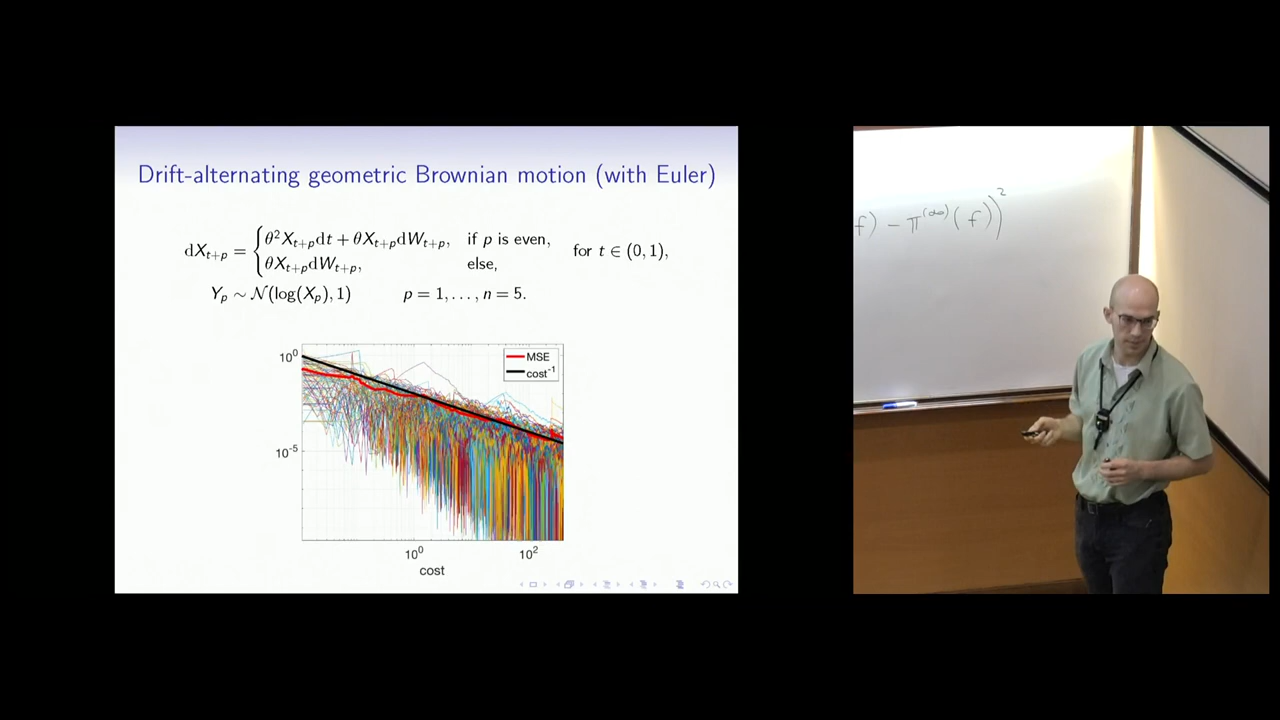 Drift-alternating geometric Brownian motion (with Euler)
dX_{t+p} = { θ²X_{t+p}dt + θX_{t+p}dW_{t+p}, if p is even,
θX_{t+p}dW_{t+p}, else, for t ∈ (0, 1),
Y_p ∼ N(log(X_p), 1) p = 1, . . . , n = 5.
10⁰
MSE
cost⁻¹
10⁻⁵
10⁰ 10²
cost
f) − π^{(∞)}(f))²